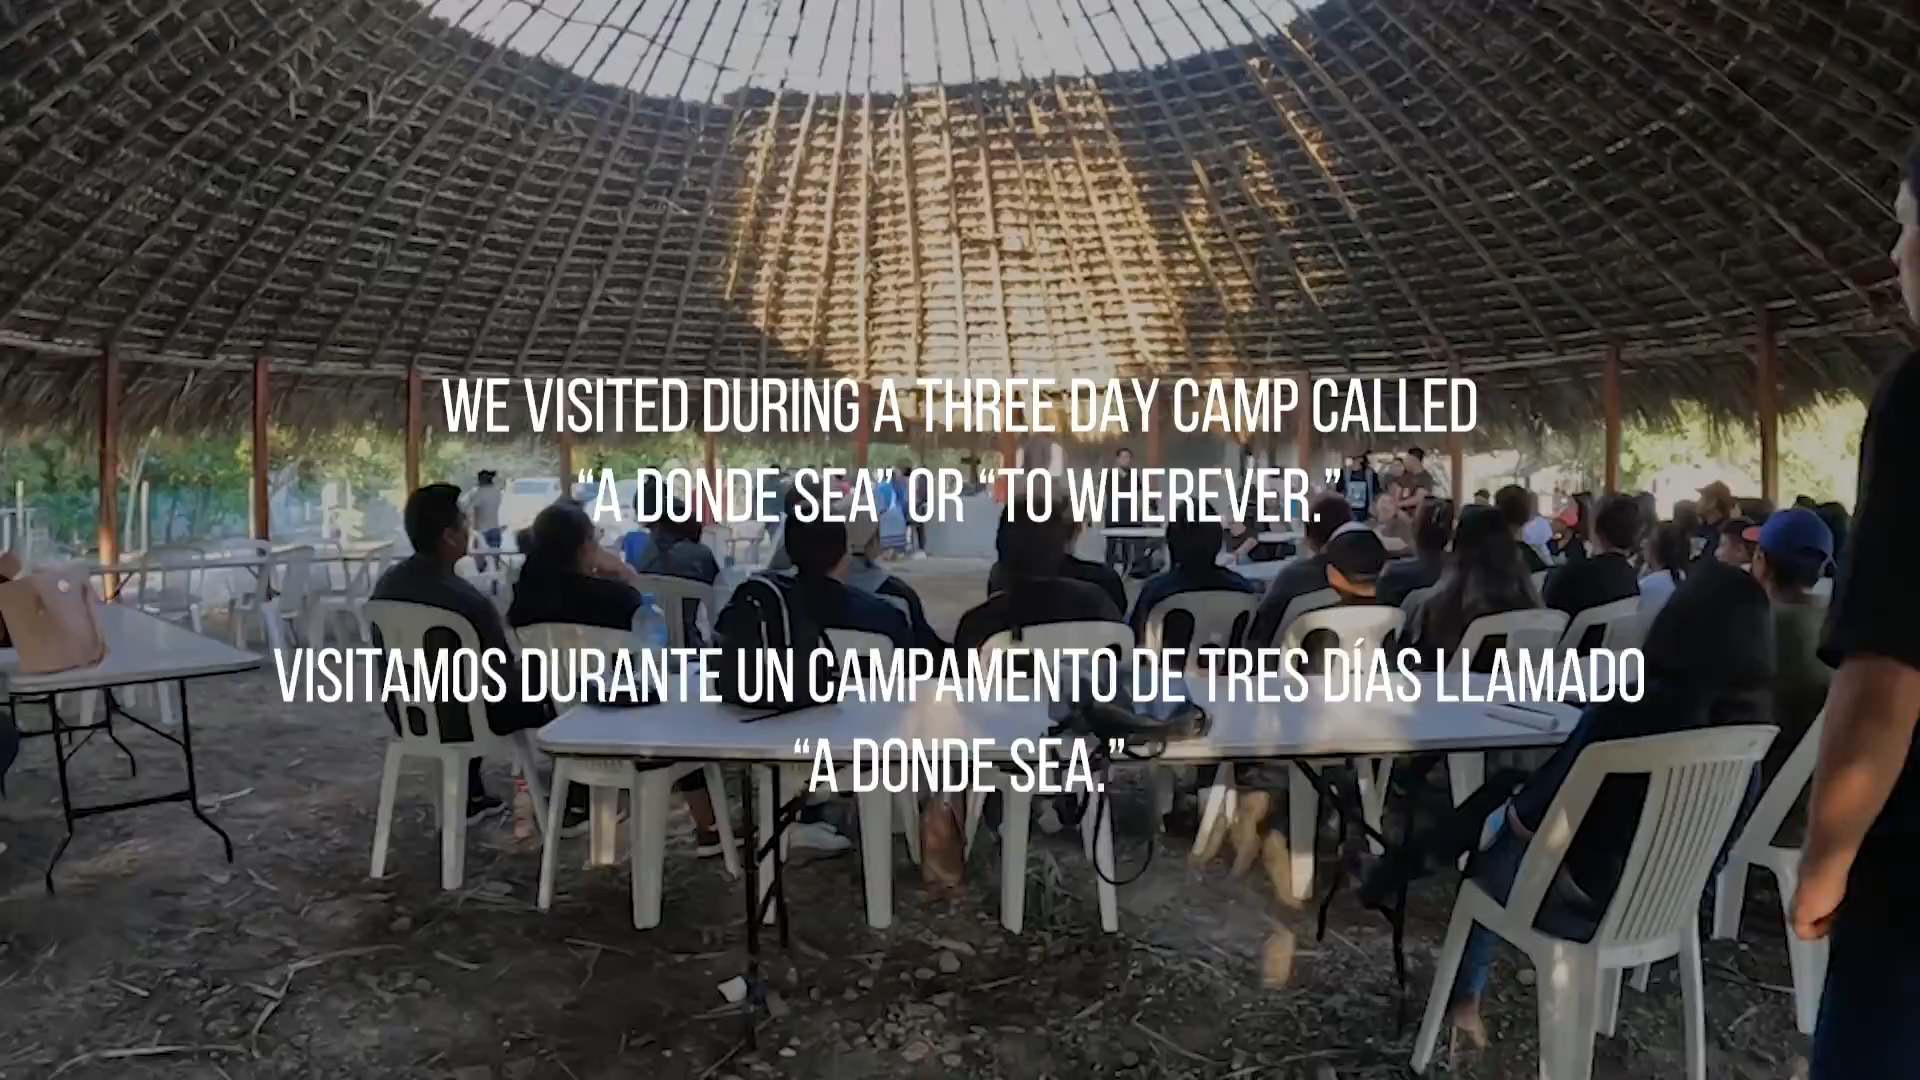 WE VISITED DURING A THREE DAY CAMP CALLED
“A DONDE SEA” OR “TO WHEREVER.”
VISITAMOS DURANTE UN CAMPAMENTO DE TRES DÍAS LLAMADO
“A DONDE SEA.”